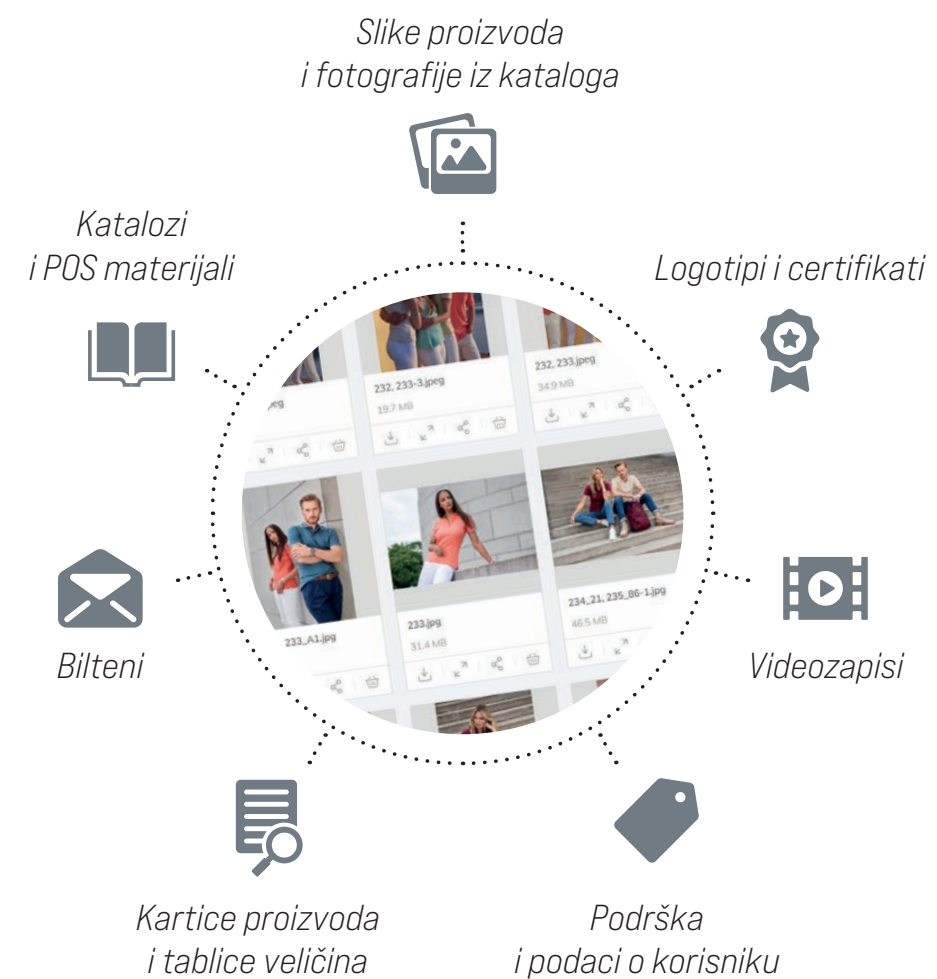 Slike proizvoda
i fotografije iz kataloga
Katalozi
i POS materijali
Logotipi i certifikati
232, 233-3.jpeg
19.7 MB
232, 233.jpeg
34.9 MB
233_A1.jpg
233.jpg
31.4 MB
234_21, 235_B6-1.jpg
46.5 MB
Bilteni
Videozapisi
Kartice proizvoda
i tablice veličina
Podrška
i podaci o korisniku